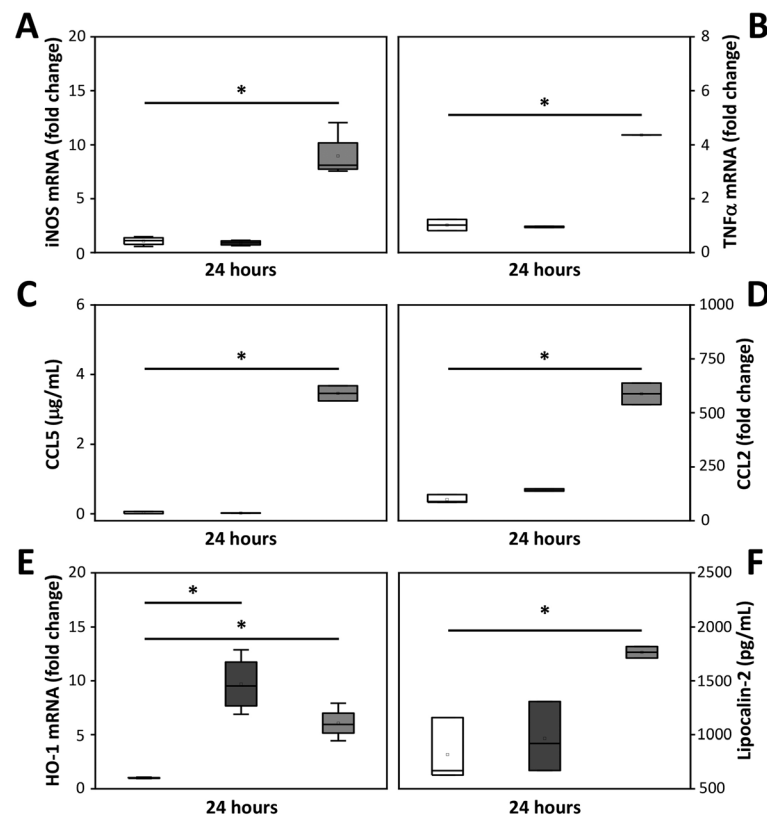 A
B
iNOS mRNA (fold change)
20
15
10
5
0
*
24 hours
8
6
4
2
0
TNFα mRNA (fold change)
*
24 hours
C
D
CCL5 (µg/mL)
6
4
2
0
*
24 hours
1000
750
500
250
0
CCL2 (fold change)
*
24 hours
E
F
HO-1 mRNA (fold change)
20
15
10
5
0
*
*
24 hours
2500
2000
1500
1000
500
Lipocalin-2 (pg/mL)
*
24 hours